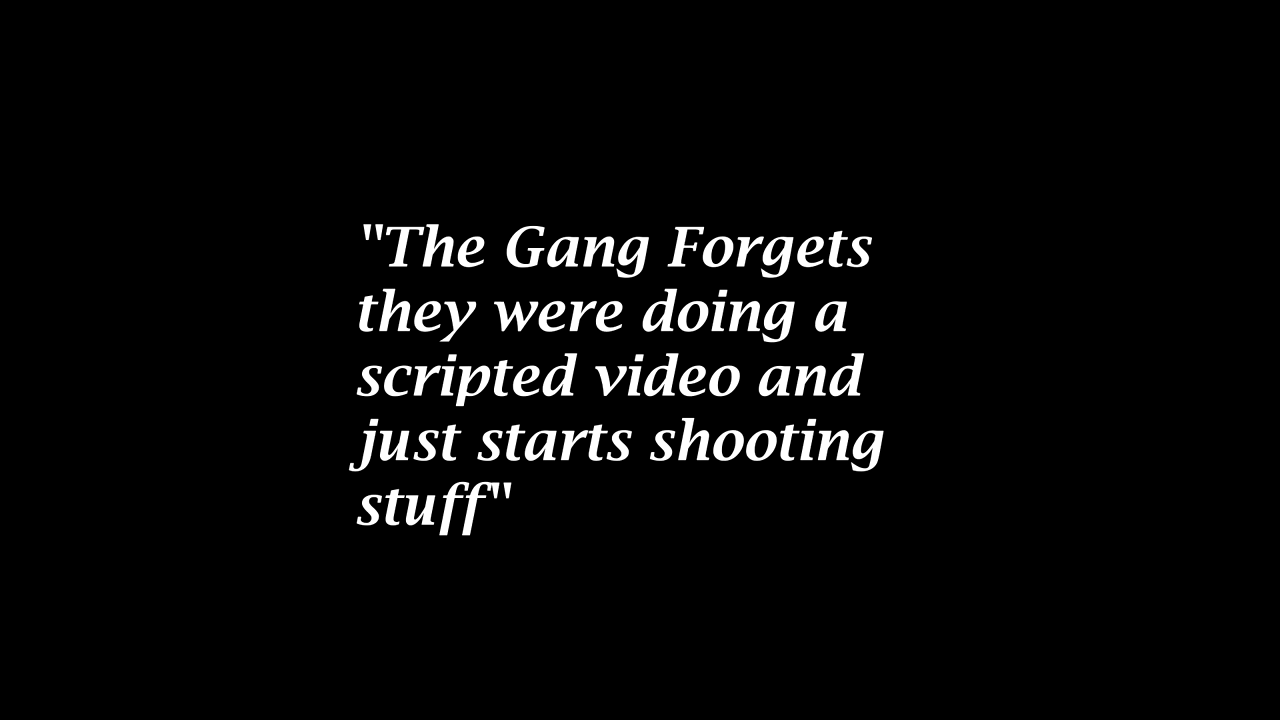 "The Gang Forgets
they were doing a
scripted video and
just starts shooting
stuff"